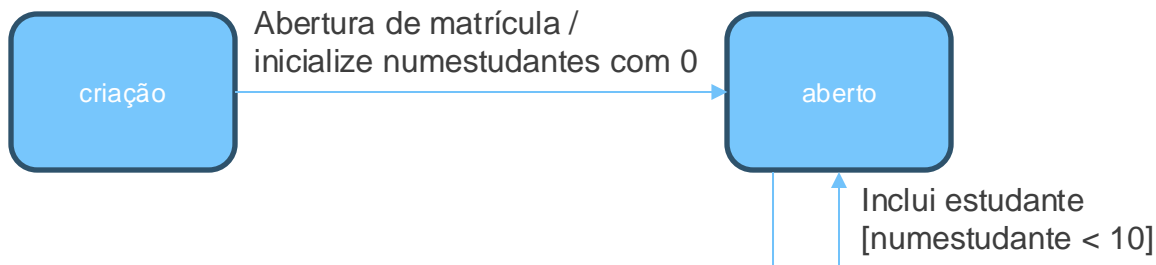 Abertura de matrícula /
inicialize numestudantes com 0
criação
aberto
Inclui estudante
[numestudante < 10]